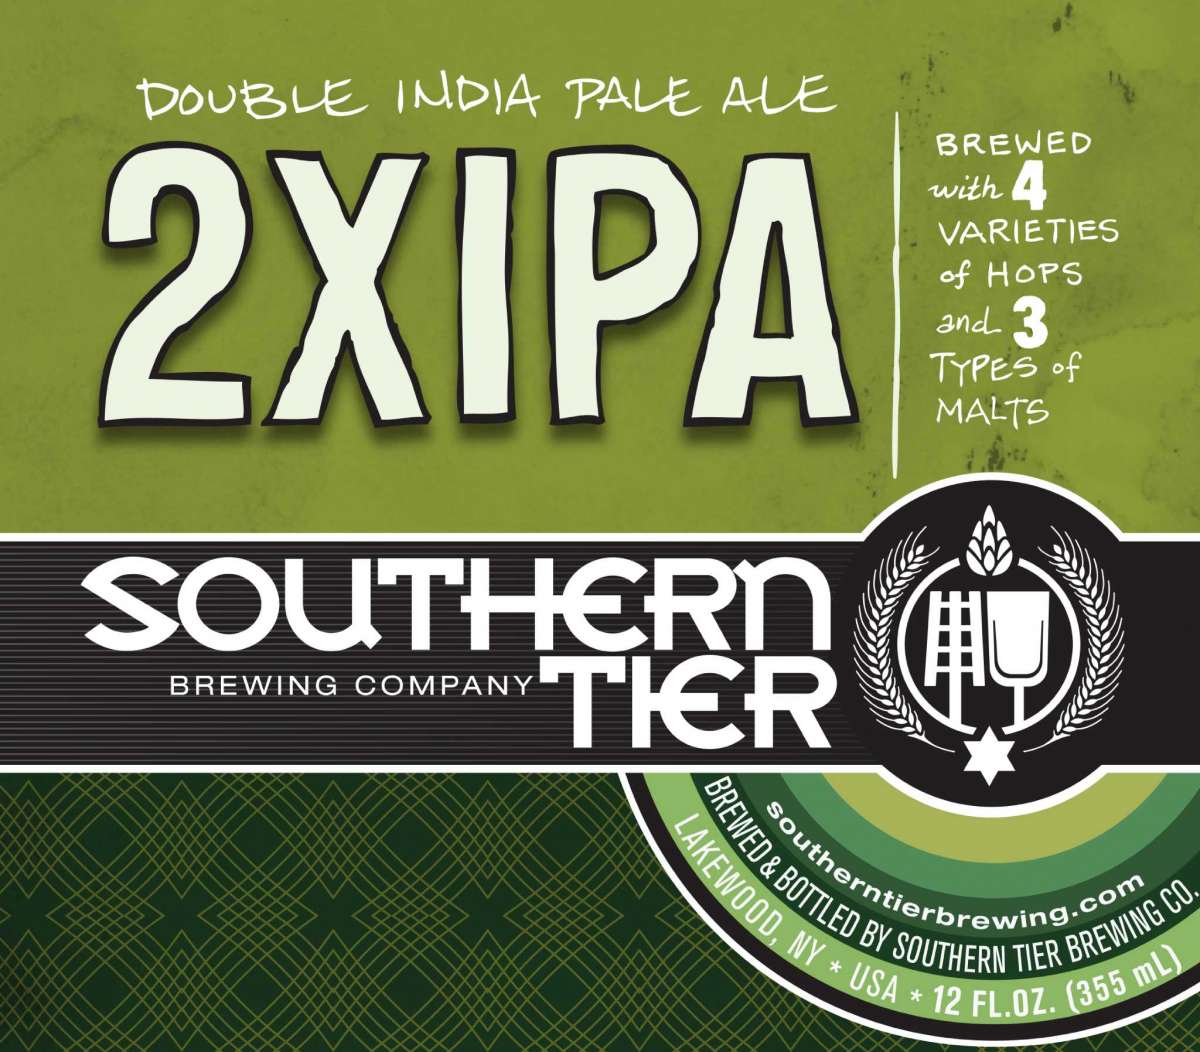 DOUBLE INDIA PALE ALE
2XIPA
BREWED
with 4
VARIETIES
of HOPS
and 3
TYPES of
MALTS
SOUTHERN
TIER
BREWING COMPANY
southerntierbrewing.com
BREWED & BOTTLED BY SOUTHERN TIER BREWING CO.
LAKEWOOD, NY * USA * 12 FL.OZ. (355 mL)